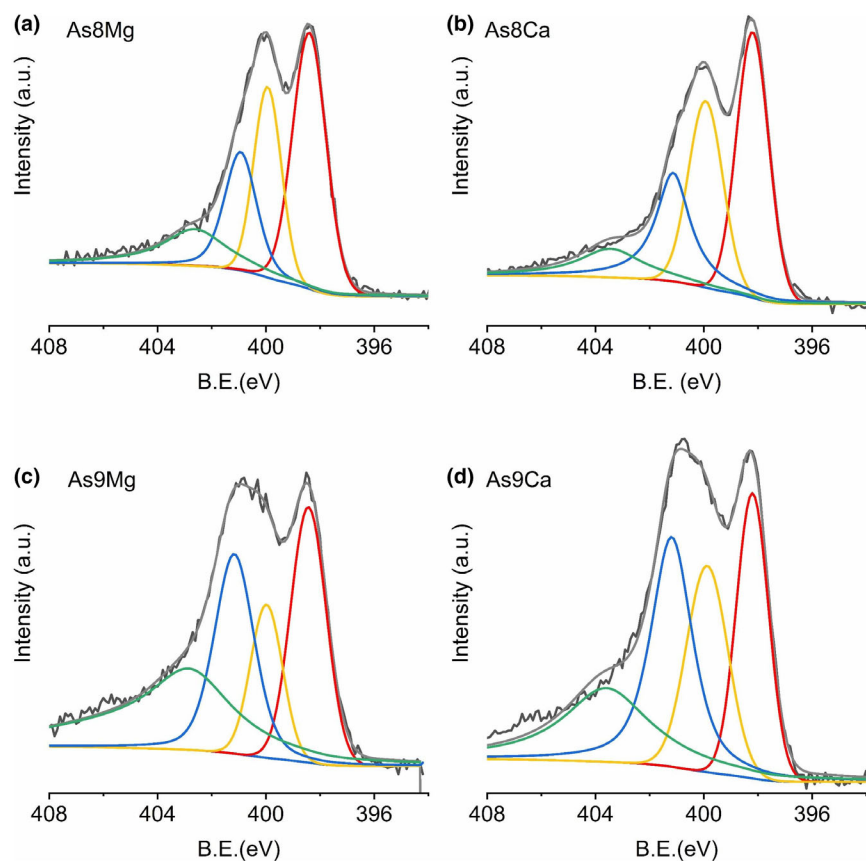 (a) As8Mg
Intensity (a.u.)
408 404 400 396
B.E.(eV)
(b) As8Ca
Intensity (a.u.)
408 404 400 396
B.E. (eV)
(c) As9Mg
Intensity (a.u.)
408 404 400 396
B.E.(eV)
(d) As9Ca
Intensity (a.u.)
408 404 400 396
B.E.(eV)